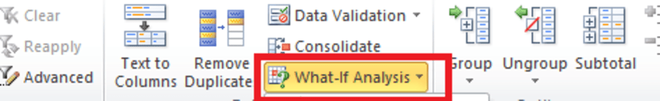 Clear
Reapply
Advanced
Text to
Columns
Remove
Duplicate
Data Validation
Consolidate
What-If Analysis
Group
Ungroup
Subtotal